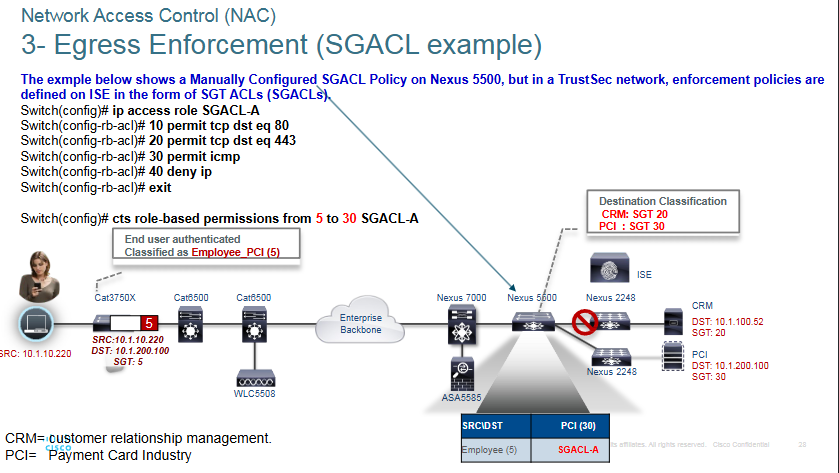 Network Access Control (NAC)
3- Egress Enforcement (SGACL example)
The exmple below shows a Manually Configured SGACL Policy on Nexus 5500, but in a TrustSec network, enforcement policies are
defined on ISE in the form of SGT ACLs (SGACLs).
Switch(config)# ip access role SGACL-A
Switch(config-rb-acl)# 10 permit tcp dst eq 80
Switch(config-rb-acl)# 20 permit tcp dst eq 443
Switch(config-rb-acl)# 30 permit icmp
Switch(config-rb-acl)# 40 deny ip
Switch(config-rb-acl)# exit
Switch(config)# cts role-based permissions from 5 to 30 SGACL-A
Destination Classification
CRM: SGT 20
PCI : SGT 30
End user authenticated
Classified as Employee_PCI (5)
ISE
Cat3750X
Cat6500
Cat6500
Nexus 7000
Nexus 5500
Nexus 2248
5
Enterprise
Backbone
CRM
DST: 10.1.100.52
SGT: 20
SRC: 10.1.10.220
SRC:10.1.10.220
DST: 10.1.200.100
SGT: 5
PCI
DST: 10.1.200.100
SGT: 30
Nexus 2248
WLC5508
ASA5585
SRC\DST PCI (30)
Employee (5) SGACL-A
CRM= customer relationship management.
CISCO
PCI= Payment Card Industry
its affiliates. All rights reserved. Cisco Confidential 28